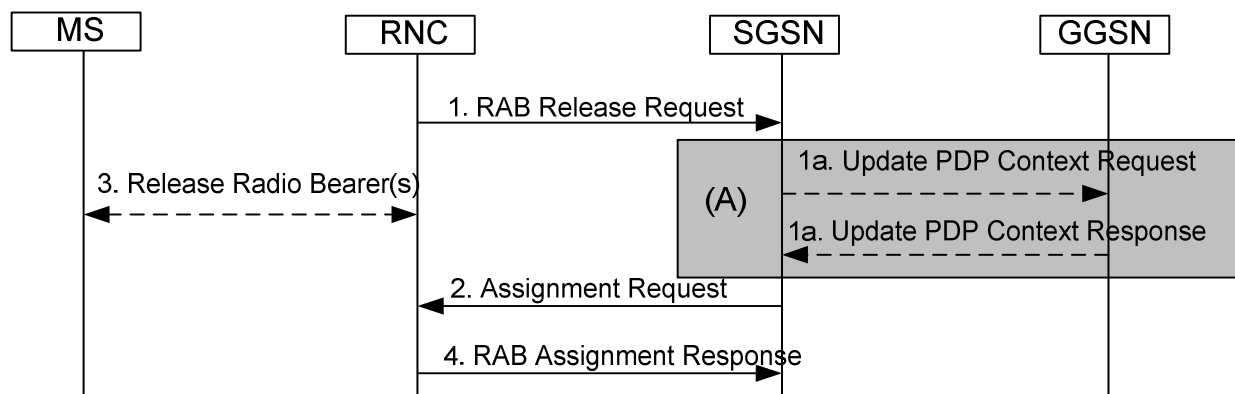 MS
RNC
SGSN
GGSN
1. RAB Release Request
1a. Update PDP Context Request
3. Release Radio Bearer(s)
(A)
1a. Update PDP Context Response
2. Assignment Request
4. RAB Assignment Response